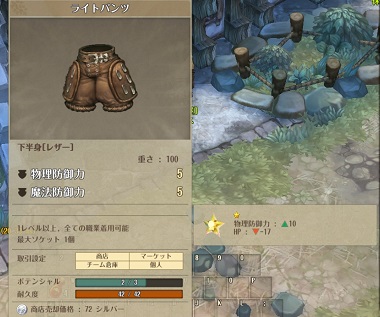 ライトパンツ
下半身[レザー]
重さ : 100
物理防御力 5
魔法防御力 5
1レベル以上, 全ての職業着用可能
最大ソケット 1個
取引設定 商店 マーケット
チーム倉庫 個人
ポテンシャル 2 3
耐久度 42 / 42
商店売却価格 : 72 シルバー
物理防御力 : ▲10
HP : ▼-17
8 9 0
I O P
J K L :